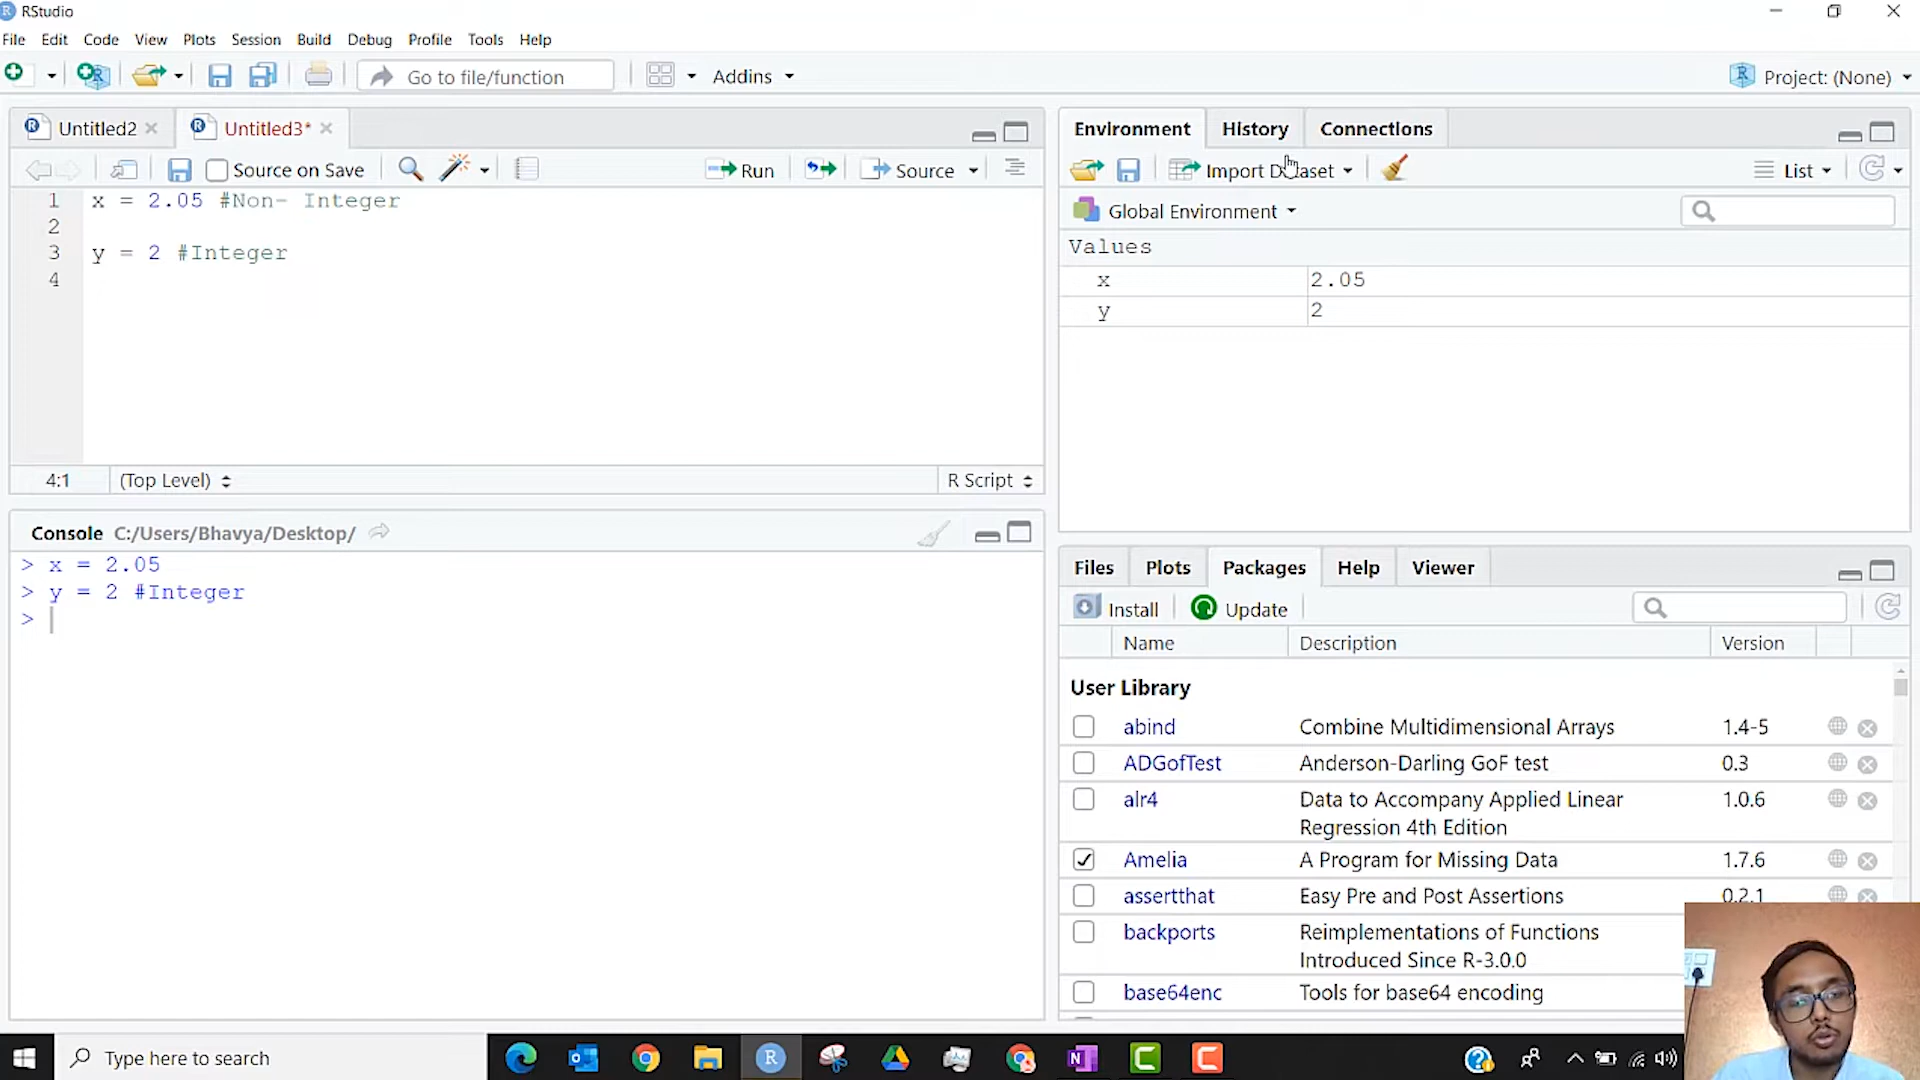 RStudio
File Edit Code View Plots Session Build Debug Profile Tools Help
Go to file/function Addins Project: (None)
Untitled2 Untitled3*
Source on Save Run Source
1 x = 2.05 #Non- Integer
2
3 y = 2 #Integer
4
4:1 (Top Level) R Script
Console C:/Users/Bhavya/Desktop/
> x = 2.05
> y = 2 #Integer
>
Environment History Connections
Import Dataset List
Global Environment
Values
x 2.05
y 2
Files Plots Packages Help Viewer
Install Update
Name Description Version
User Library
abind Combine Multidimensional Arrays 1.4-5
ADGofTest Anderson-Darling GoF test 0.3
alr4 Data to Accompany Applied Linear 1.0.6
Regression 4th Edition
Amelia A Program for Missing Data 1.7.6
assertthat Easy Pre and Post Assertions 0.2.1
backports Reimplementations of Functions
Introduced Since R-3.0.0
base64enc Tools for base64 encoding
Type here to search